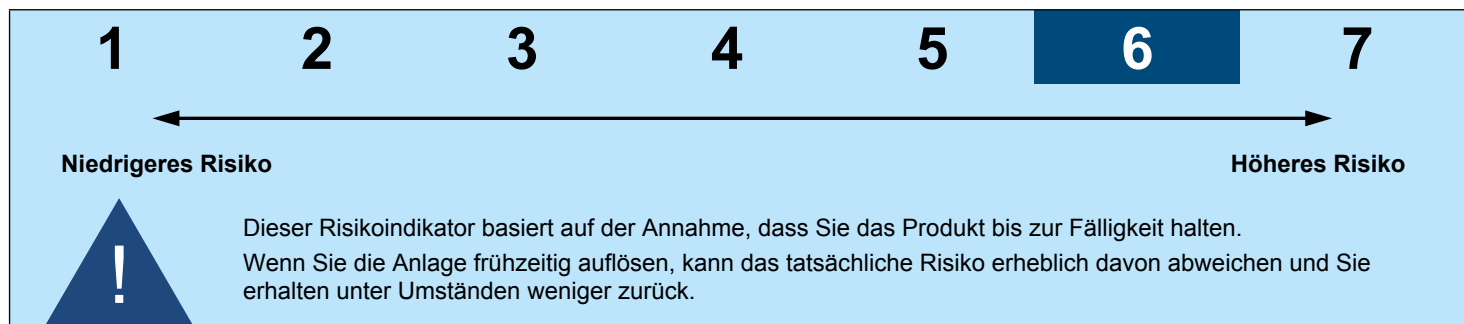 1 2 3 4 5 6 7
Niedrigeres Risiko Höheres Risiko
!
Dieser Risikoindikator basiert auf der Annahme, dass Sie das Produkt bis zur Fälligkeit halten.
Wenn Sie die Anlage frühzeitig auflösen, kann das tatsächliche Risiko erheblich davon abweichen und Sie
erhalten unter Umständen weniger zurück.